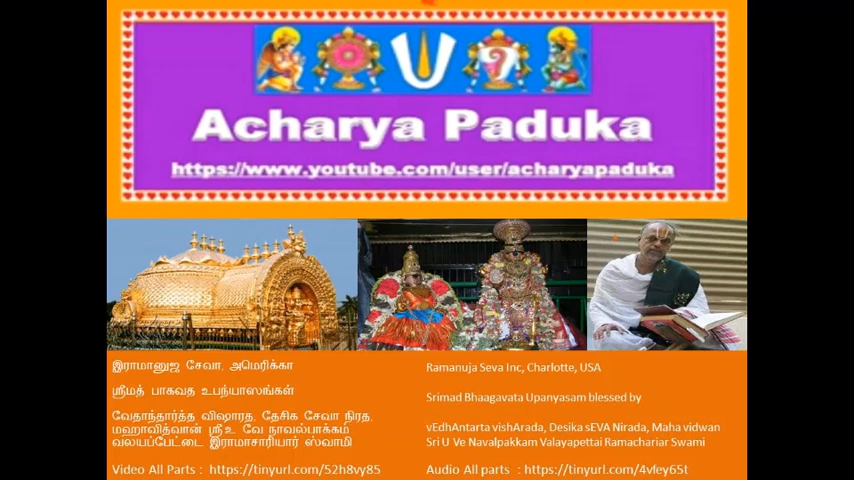 Acharya Paduka
https://www.youtube.com/user/acharyapaduka
இராமானுஜ சேவா, அமெரிக்கா
ஸ்ரீமத் பாகவத உபந்யாஸங்கள்
வேதாந்தார்த்த விஷாரத, தேசிக சேவா நிரத,
மஹாவித்வான் ஸ்ரீ உ வே நாவல்பாக்கம்
வலயப்பேட்டை இராமாசாரியார் ஸ்வாமி
Video All Parts : https://tinyurl.com/52h8vy85
Ramanuja Seva Inc, Charlotte, USA
Srimad Bhaagavata Upanyasam blessed by
vEdhAntarta vishArada, Desika sEVA Nirada, Maha vidwan
Sri U Ve Navalpakkam Valayapettai Ramachariar Swami
Audio All parts : https://tinyurl.com/4vfey65t